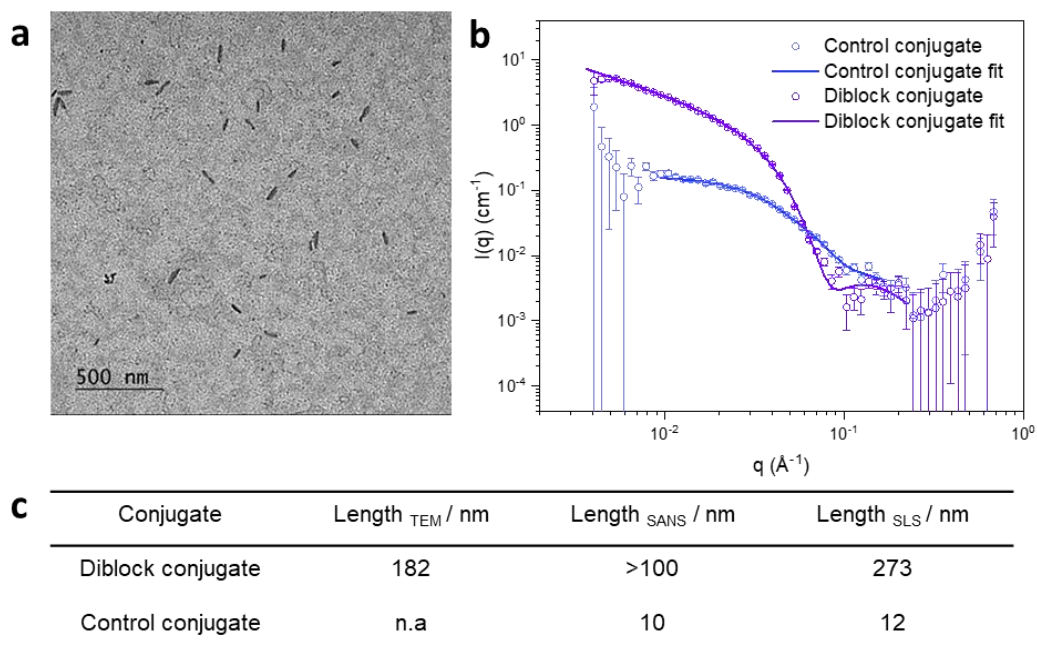 a
500 nm
b
Control conjugate
Control conjugate fit
Diblock conjugate
Diblock conjugate fit
10¹
10⁰
10⁻¹
10⁻²
10⁻³
10⁻⁴
I(q) (cm⁻¹)
10⁻² 10⁻¹ 10⁰
q (Å⁻¹)
c
Conjugate Length TEM / nm Length SANS / nm Length SLS / nm
Diblock conjugate 182 >100 273
Control conjugate n.a 10 12